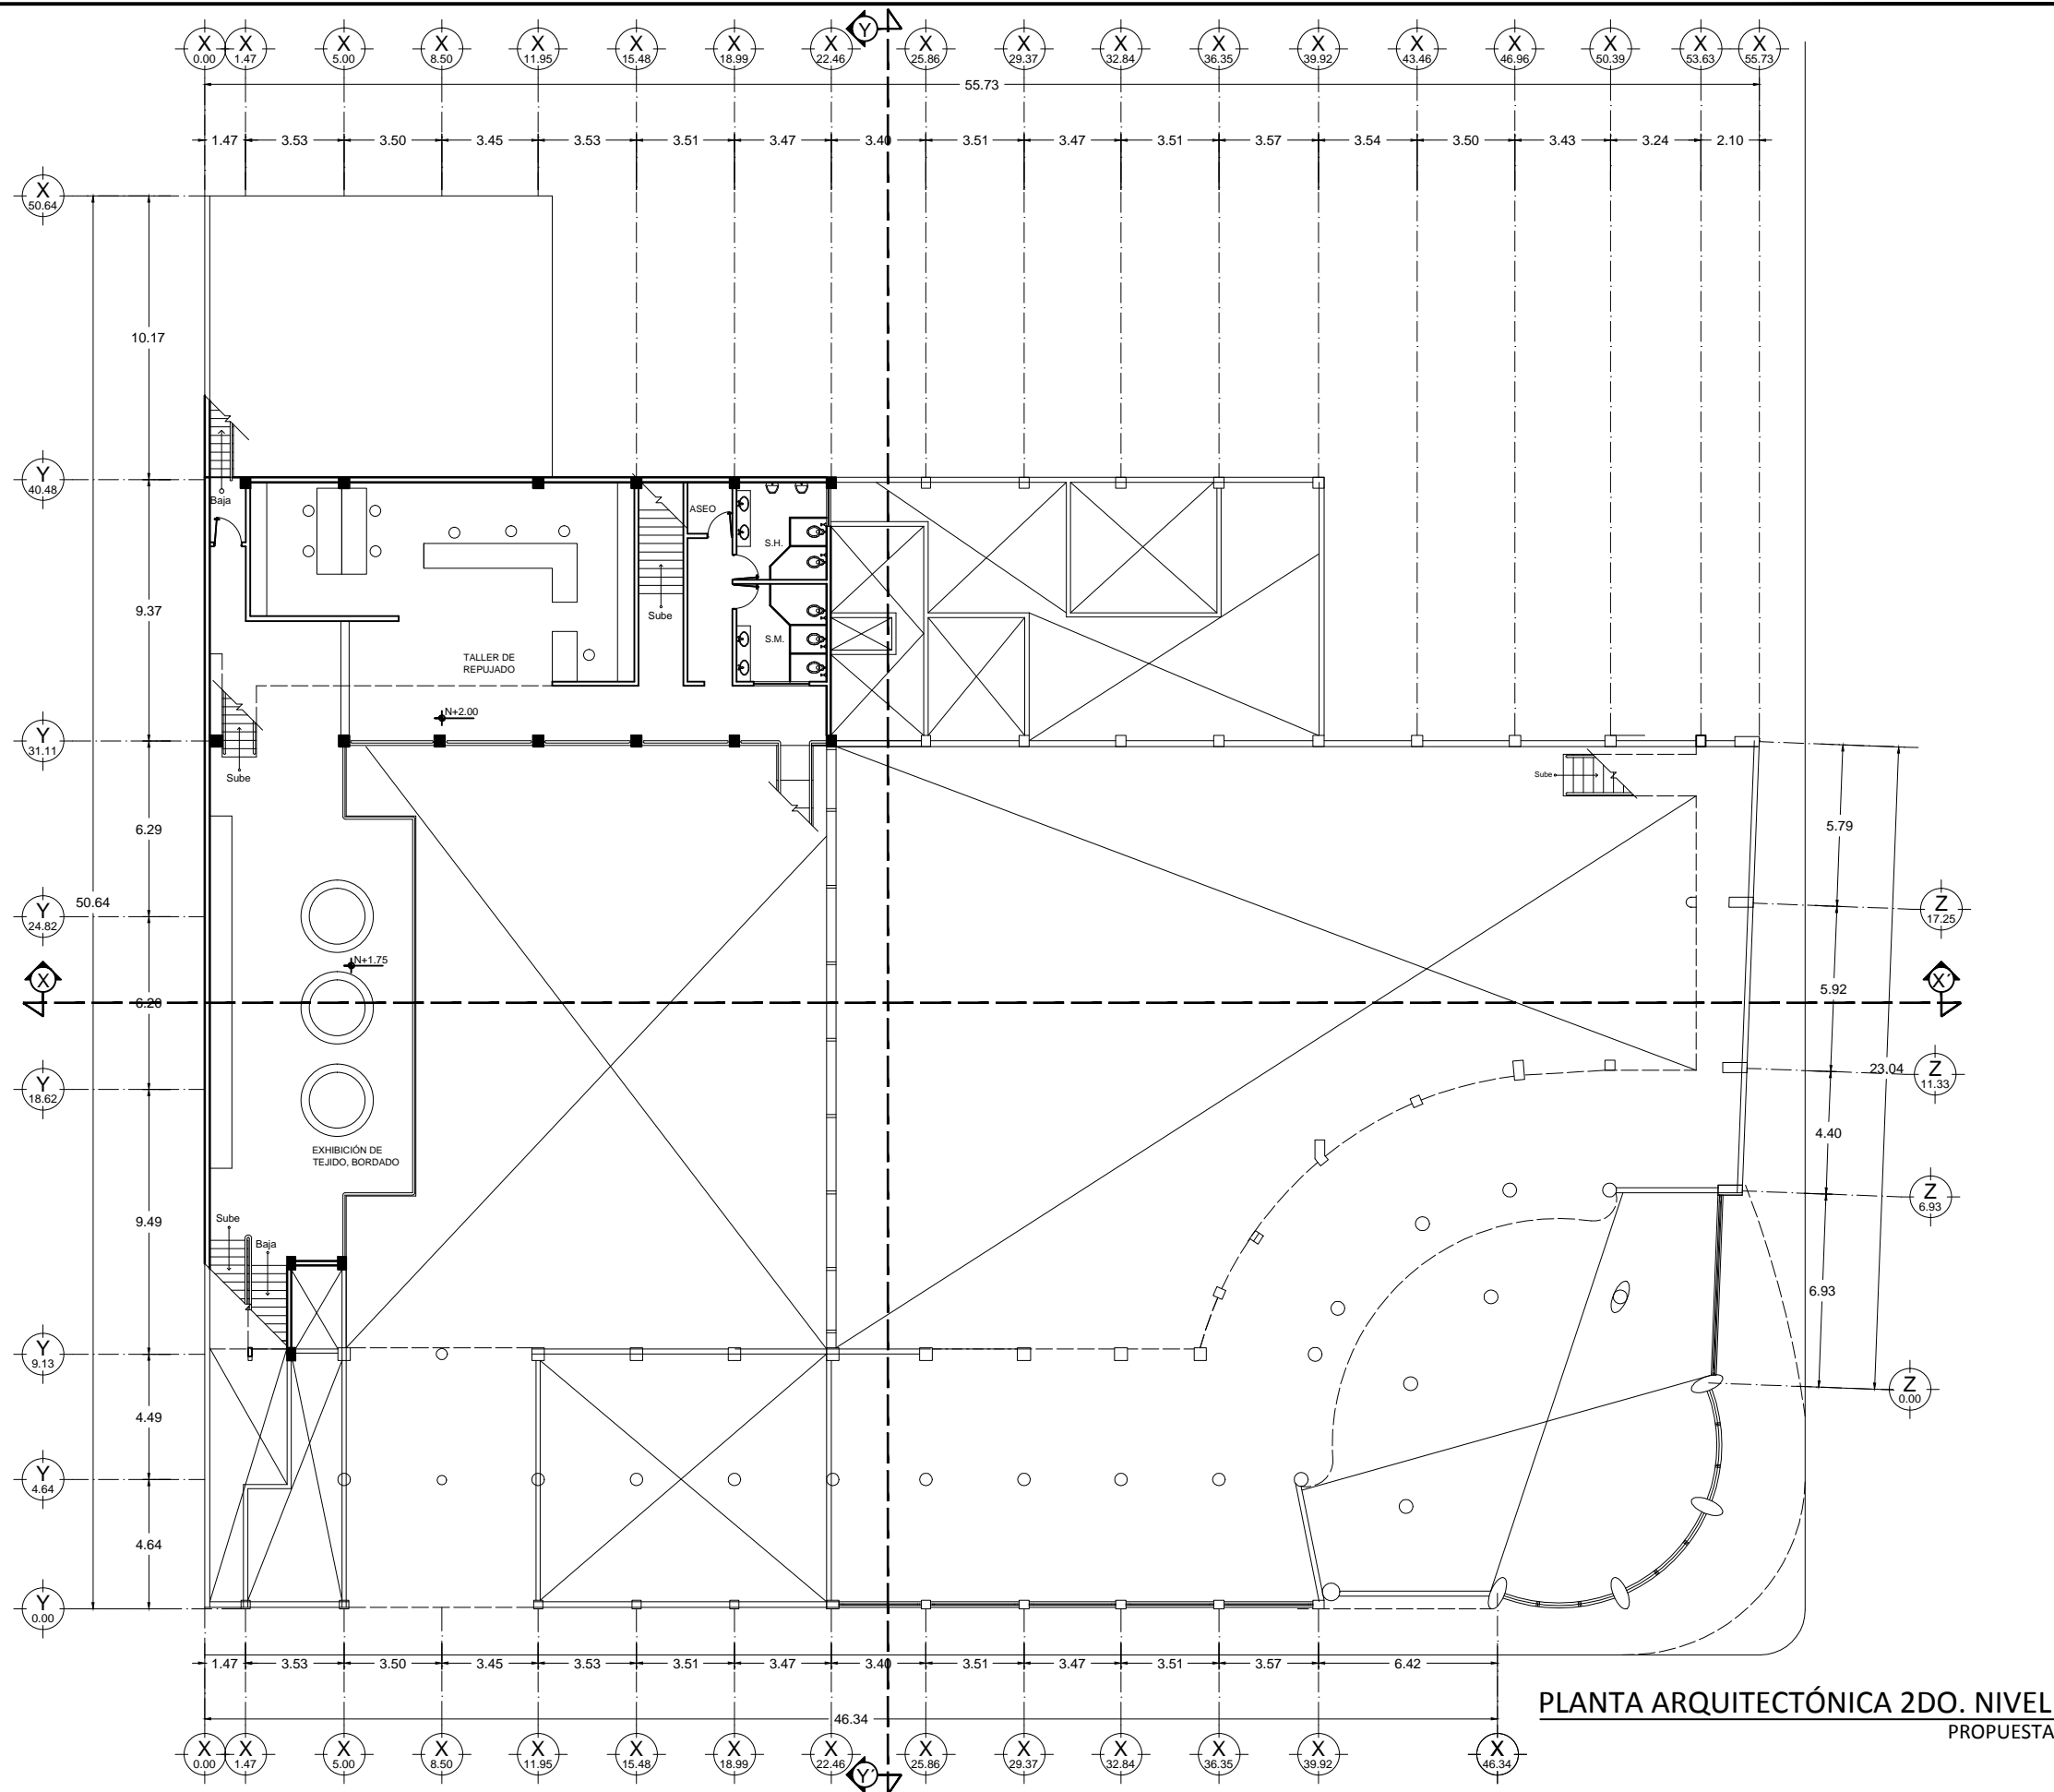 Y
X X X X X X X X X X X X X X X X X X
0.00 1.47 5.00 8.50 11.95 15.48 18.99 22.46 25.86 29.37 32.84 36.35 39.92 43.46 46.96 50.39 53.63 55.73
55.73
1.47 3.53 3.50 3.45 3.53 3.51 3.47 3.40 3.51 3.47 3.51 3.57 3.54 3.50 3.43 3.24 2.10
X
50.64
10.17
Y
40.48
Baja
ASEO
S.H.
9.37
Sube
S.M.
TALLER DE
REPUJADO
N+2.00
Y
31.11
Sube
Sube
6.29
5.79
50.64
Y
24.82
Z
17.25
N+1.75
X
X´
6.20
5.92
Y
18.62
23.04
Z
11.33
4.40
EXHIBICIÓN DE
TEJIDO, BORDADO
Z
6.93
9.49
Sube
Baja
6.93
Y
9.13
Z
0.00
4.49
Y
4.64
4.64
Y
0.00
1.47 3.53 3.50 3.45 3.53 3.51 3.47 3.40 3.51 3.47 3.51 3.57 6.42
46.34
PLANTA ARQUITECTÓNICA 2DO. NIVEL
PROPUESTA
X X X X X X X X X X X X X X
0.00 1.47 5.00 8.50 11.95 15.48 18.99 22.46 25.86 29.37 32.84 36.35 39.92 46.34
Y´